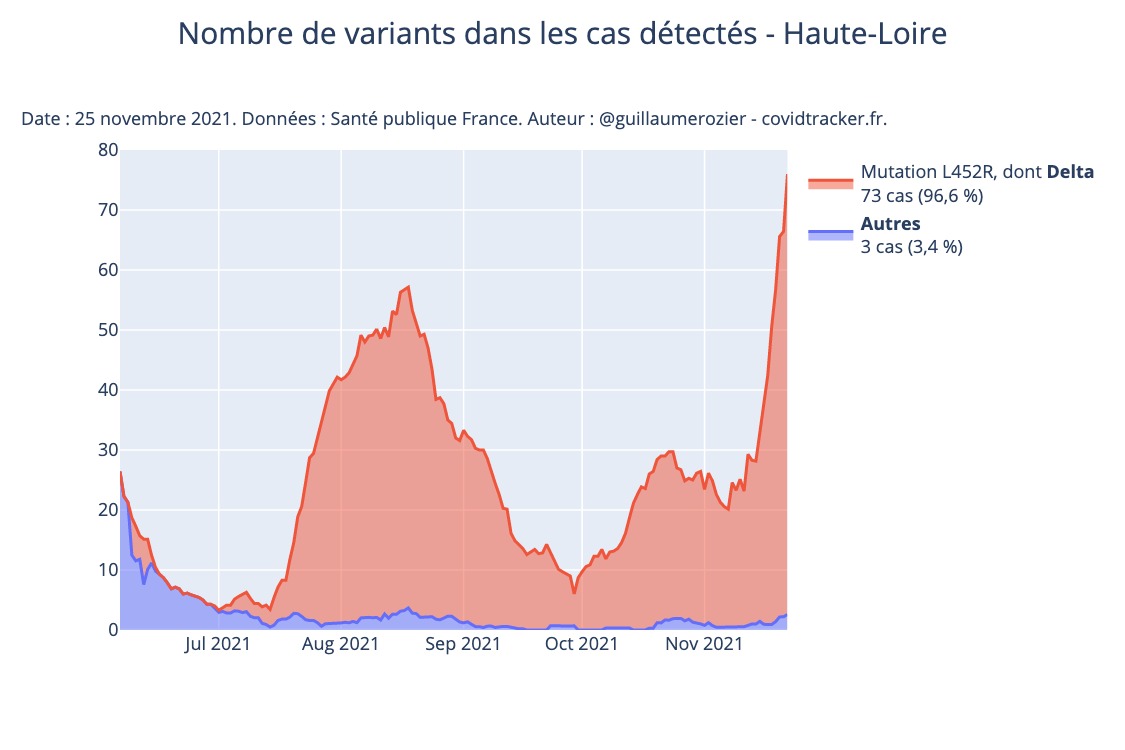 Nombre de variants dans les cas détectés - Haute-Loire
Date : 25 novembre 2021. Données : Santé publique France. Auteur : @guillaumerozier - covidtracker.fr.
80
70
60
50
40
30
20
10
0
Jul 2021
Aug 2021
Sep 2021
Oct 2021
Nov 2021
Mutation L452R, dont Delta
73 cas (96,6 %)
Autres
3 cas (3,4 %)